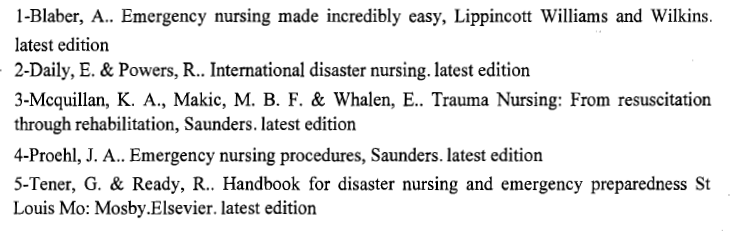 1-Blaber, A.. Emergency nursing made incredibly easy, Lippincott Williams and Wilkins.
latest edition
2-Daily, E. & Powers, R.. International disaster nursing. latest edition
3-Mcquillan, K. A., Makic, M. B. F. & Whalen, E.. Trauma Nursing: From resuscitation
through rehabilitation, Saunders. latest edition
4-Proehl, J. A.. Emergency nursing procedures, Saunders. latest edition
5-Tener, G. & Ready, R.. Handbook for disaster nursing and emergency preparedness St
Louis Mo: Mosby.Elsevier. latest edition